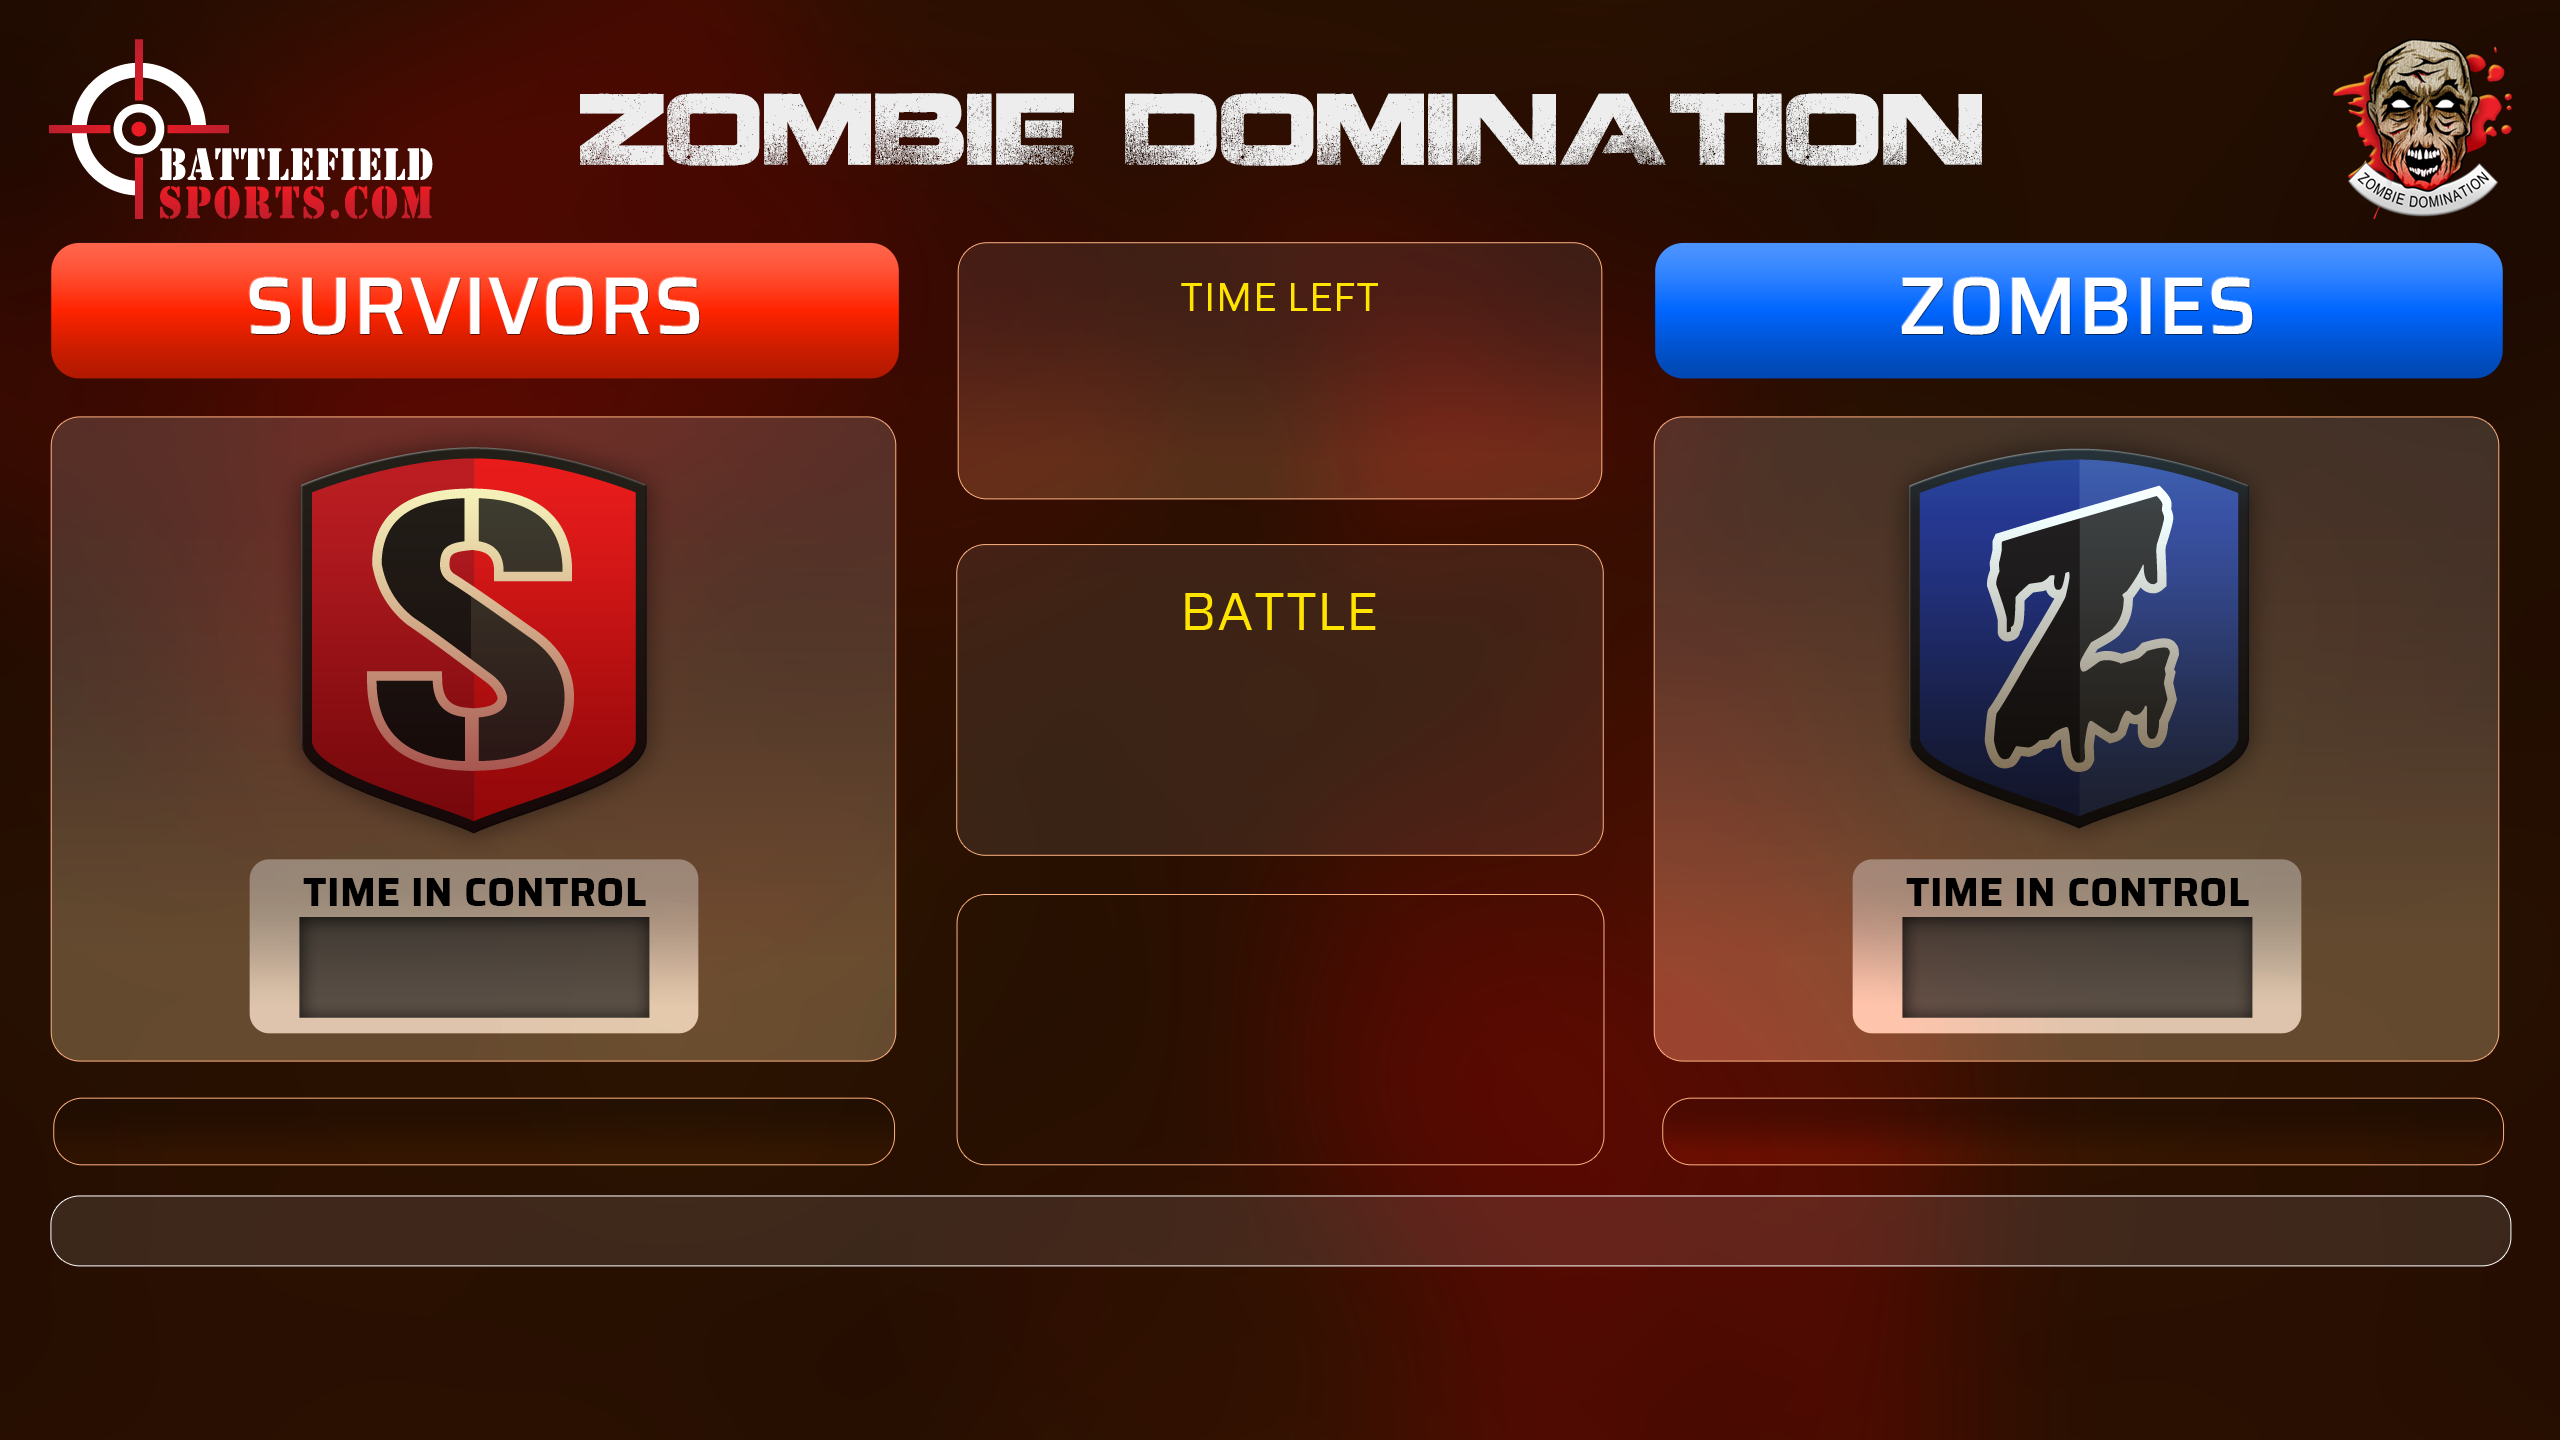 BATTLEFIELD
SPORTS.COM
ZOMBIE DOMINATION
ZOMBIE DOMINATION
SURVIVORS
TIME LEFT
ZOMBIES
S
BATTLE
Z
TIME IN CONTROL
TIME IN CONTROL